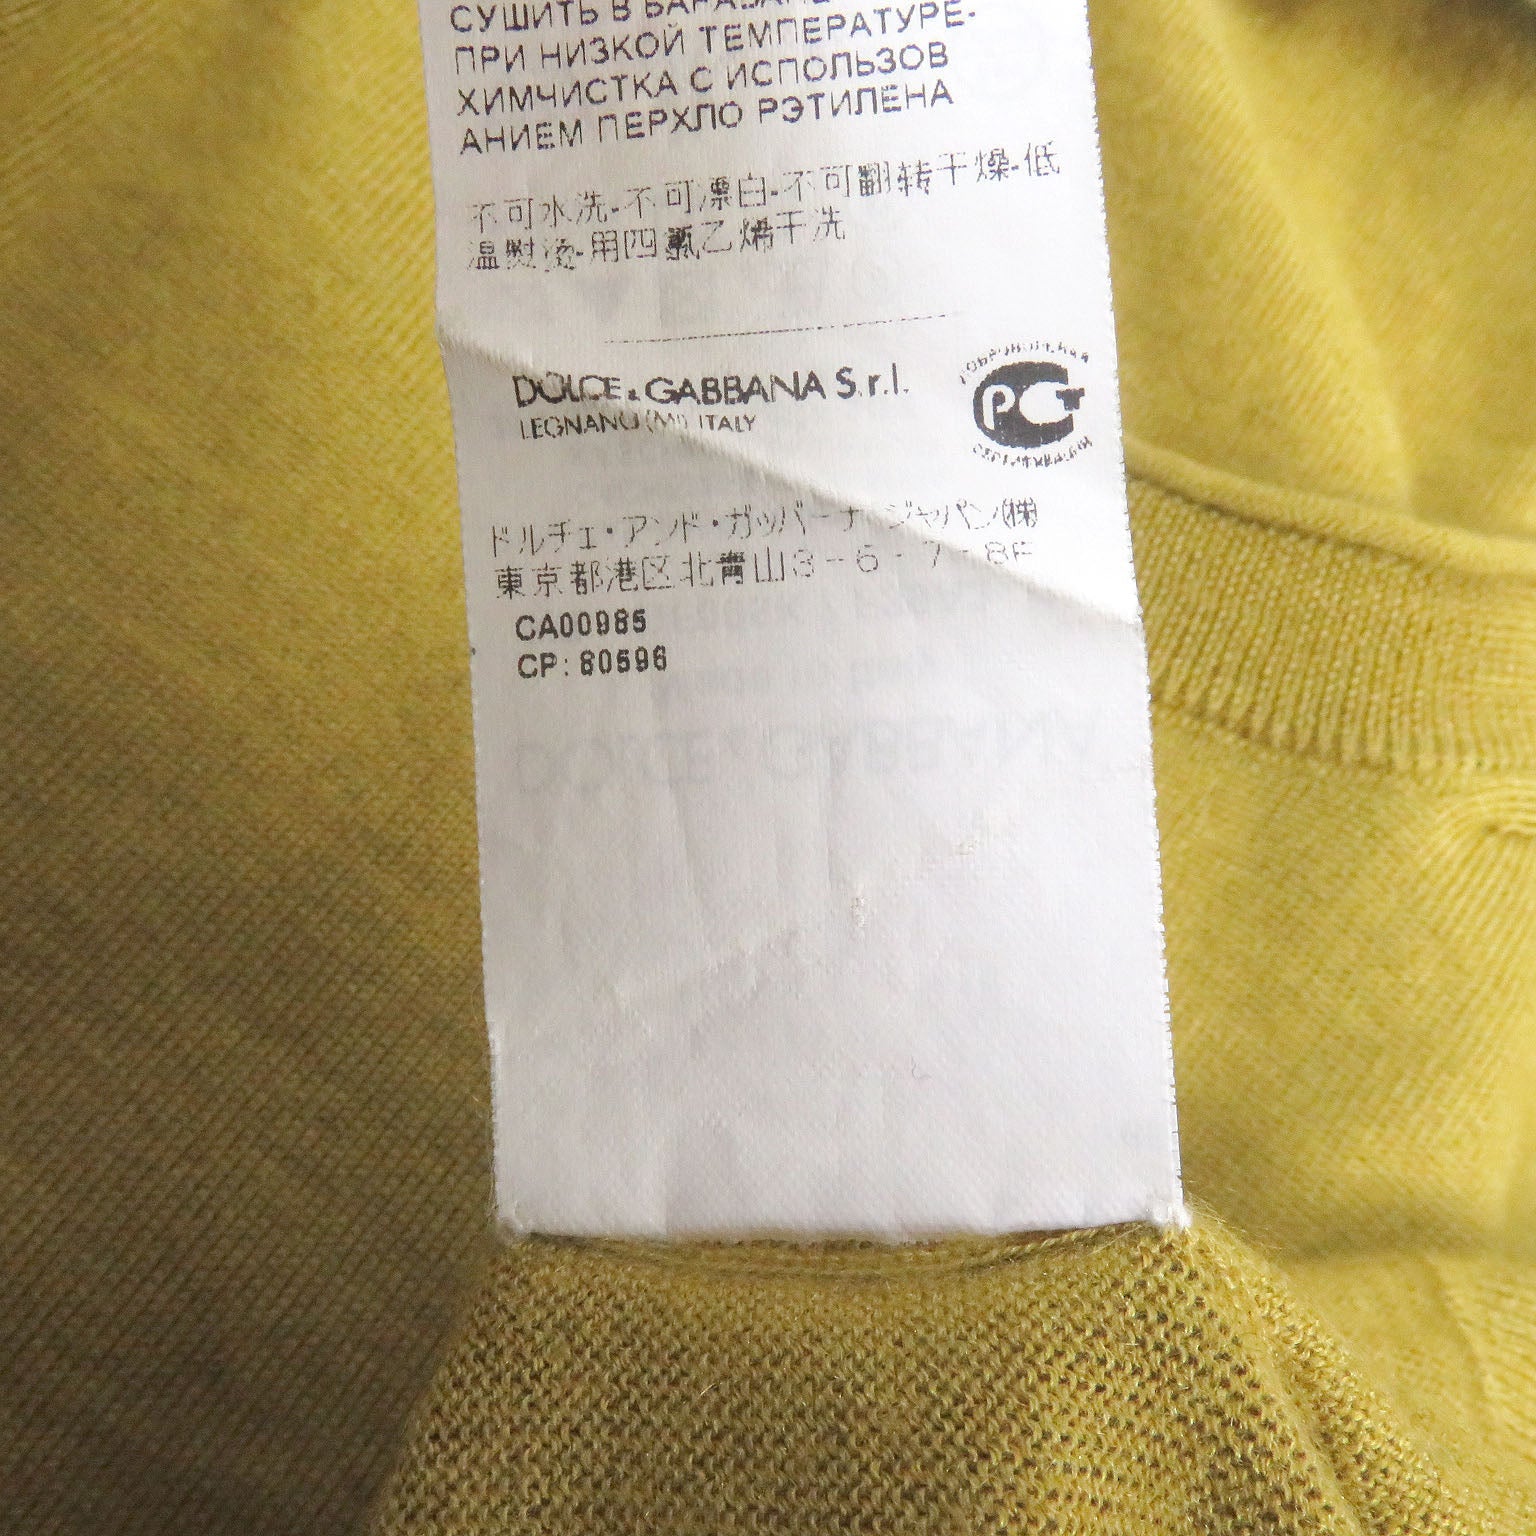 СУШИТЬ В БАРАБАНЕ
ПРИ НИЗКОЙ ТЕМПЕРАТУРЕ-
ХИМЧИСТКА С ИСПОЛЬЗОВ
АНИЕМ ПЕРХЛО РЭТИЛЕНА
不可水洗-不可漂白-不可翻转干燥-低
温熨烫-用四氯乙烯干洗
DOLCE & GABBANA S.r.l.
LEGNANO (MI) ITALY
PCT
ドルチェ・アンド・ガッバーナ ジャパン(株)
東京都港区北青山3-6-7-8F
CA00985
CP: 80596